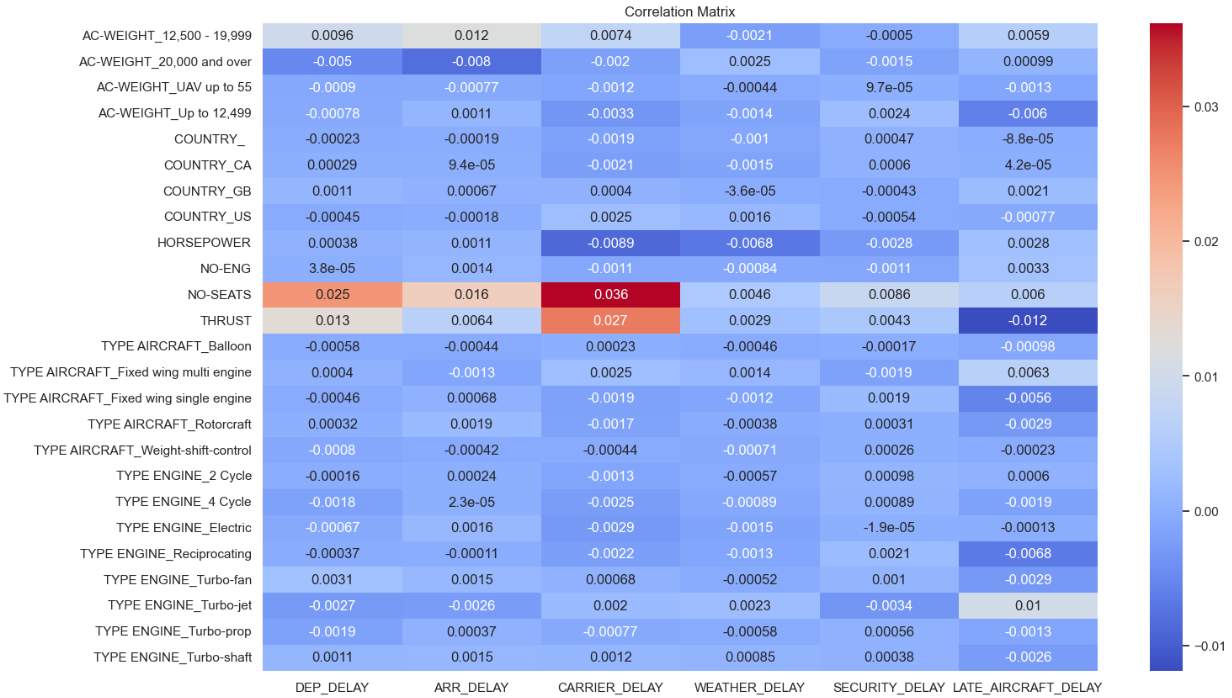 Correlation Matrix
AC-WEIGHT_12,500 - 19,999 0.0096 0.012 0.0074 -0.0021 -0.0005 0.0059
AC-WEIGHT_20,000 and over -0.005 -0.008 -0.002 0.0025 -0.0015 0.00099
AC-WEIGHT_UAV up to 55 -0.0009 -0.00077 -0.0012 -0.00044 9.7e-05 -0.0013
AC-WEIGHT_Up to 12,499 -0.00078 0.0011 -0.0033 -0.0014 0.0024 -0.006
COUNTRY_ -0.00023 -0.00019 -0.0019 -0.001 0.00047 -8.8e-05
COUNTRY_CA 0.00029 9.4e-05 -0.0021 -0.0015 0.0006 4.2e-05
COUNTRY_GB 0.0011 0.00067 0.0004 -3.6e-05 -0.00043 0.0021
COUNTRY_US -0.00045 -0.00018 0.0025 0.0016 -0.00054 -0.00077
HORSEPOWER 0.00038 0.0011 -0.0089 -0.0068 -0.0028 0.0028
NO-ENG 3.8e-05 0.0014 -0.0011 -0.00084 -0.0011 0.0033
NO-SEATS 0.025 0.016 0.036 0.0046 0.0086 0.006
THRUST 0.013 0.0064 0.027 0.0029 0.0043 -0.012
TYPE AIRCRAFT_Balloon -0.00058 -0.00044 0.00023 -0.00046 -0.00017 -0.00098
TYPE AIRCRAFT_Fixed wing multi engine 0.0004 -0.0013 0.0025 0.0014 -0.0019 0.0063
TYPE AIRCRAFT_Fixed wing single engine -0.00046 0.00068 -0.0019 -0.0012 0.0019 -0.0056
TYPE AIRCRAFT_Rotorcraft 0.00032 0.0019 -0.0017 -0.00038 0.00031 -0.0029
TYPE AIRCRAFT_Weight-shift-control -0.0008 -0.00042 -0.00044 -0.00071 0.00026 -0.00023
TYPE ENGINE_2 Cycle -0.00016 0.00024 -0.0013 -0.00057 0.00098 0.0006
TYPE ENGINE_4 Cycle -0.0018 2.3e-05 -0.0025 -0.00089 0.00089 -0.0019
TYPE ENGINE_Electric -0.00067 0.0016 -0.0029 -0.0015 -1.9e-05 -0.00013
TYPE ENGINE_Reciprocating -0.00037 -0.00011 -0.0022 -0.0013 0.0021 -0.0068
TYPE ENGINE_Turbo-fan 0.0031 0.0015 0.00068 -0.00052 0.001 -0.0029
TYPE ENGINE_Turbo-jet -0.0027 -0.0026 0.002 0.0023 -0.0034 0.01
TYPE ENGINE_Turbo-prop -0.0019 0.00037 -0.00077 -0.00058 0.00056 -0.0013
TYPE ENGINE_Turbo-shaft 0.0011 0.0015 0.0012 0.00085 0.00038 -0.0026
DEP_DELAY ARR_DELAY CARRIER_DELAY WEATHER_DELAY SECURITY_DELAY LATE_AIRCRAFT_DELAY
0.03
0.02
0.01
0.00
−0.01